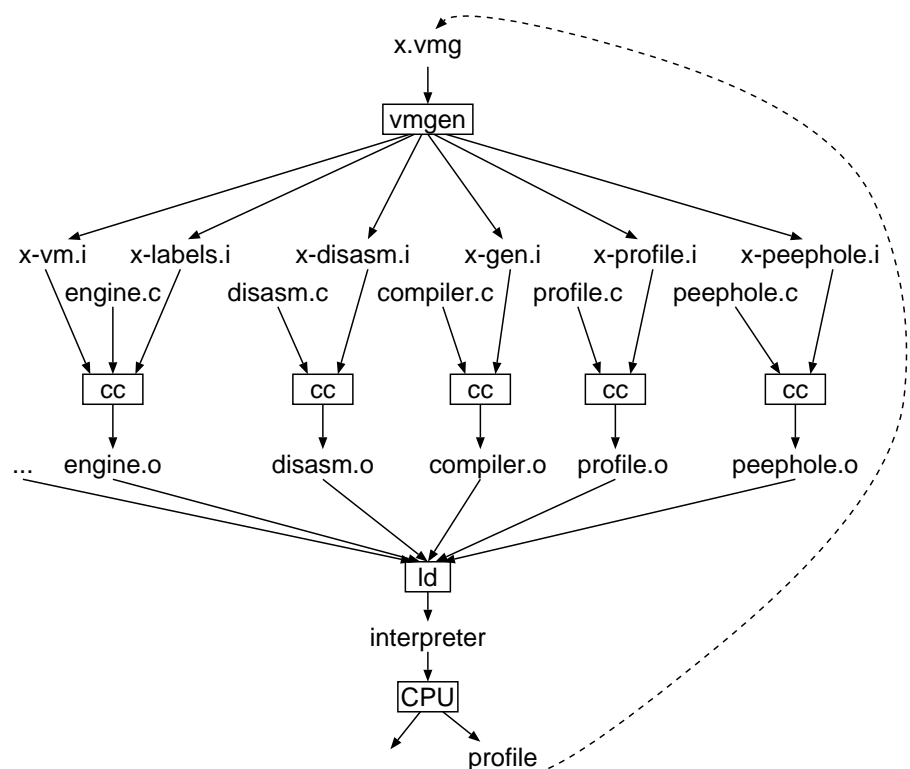 x.vmg
vmgen
x-vm.i x-labels.i x-disasm.i x-gen.i x-profile.i x-peephole.i
engine.c disasm.c compiler.c profile.c peephole.c
cc cc cc cc cc
... engine.o disasm.o compiler.o profile.o peephole.o
ld
interpreter
CPU
profile